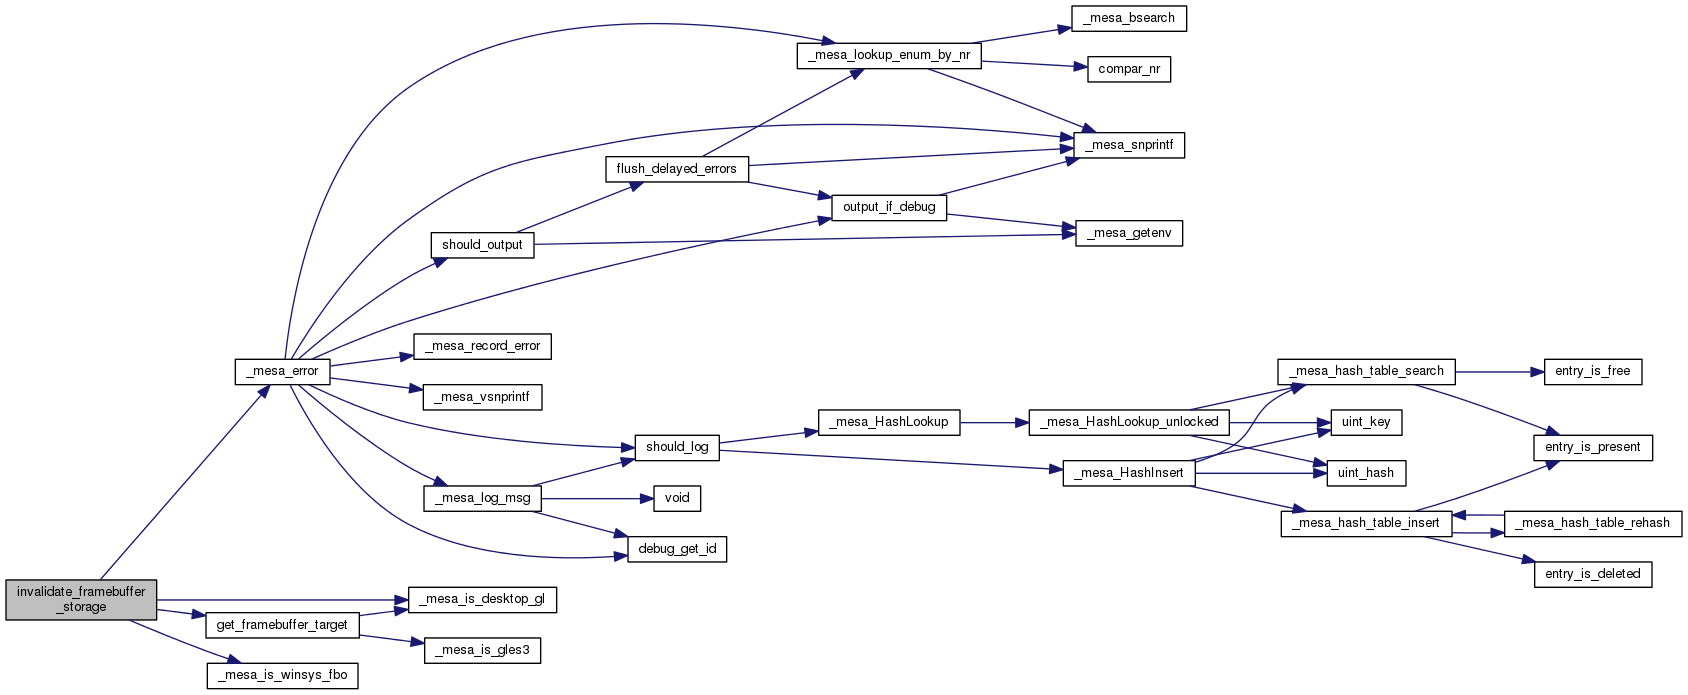 _mesa_bsearch
_mesa_lookup_enum_by_nr
compar_nr
_mesa_snprintf
flush_delayed_errors
output_if_debug
_mesa_getenv
should_output
_mesa_record_error
_mesa_error
_mesa_hash_table_search
entry_is_free
_mesa_vsnprintf
_mesa_HashLookup
_mesa_HashLookup_unlocked
uint_key
should_log
entry_is_present
_mesa_HashInsert
uint_hash
_mesa_log_msg
void
_mesa_hash_table_insert
_mesa_hash_table_rehash
debug_get_id
entry_is_deleted
invalidate_framebuffer
_storage
_mesa_is_desktop_gl
get_framebuffer_target
_mesa_is_gles3
_mesa_is_winsys_fbo